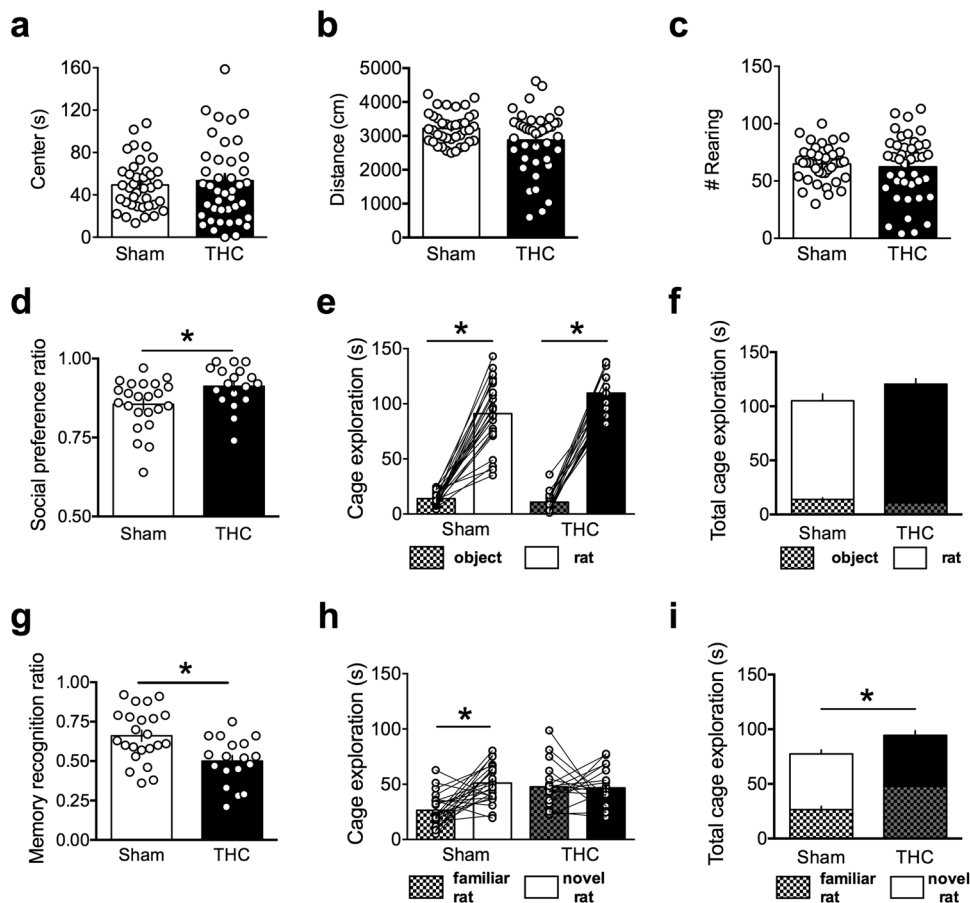 a
Center (s)
160
120
80
40
0
Sham
THC
b
Distance (cm)
5000
4000
3000
2000
1000
0
Sham
THC
c
# Rearing
150
100
50
0
Sham
THC
d
Social preference ratio
1.00
0.75
0.50
*
Sham
THC
e
Cage exploration (s)
150
100
50
0
*
*
Sham
THC
object
rat
f
Total cage exploration (s)
150
100
50
0
Sham
THC
object
rat
g
Memory recognition ratio
1.00
0.75
0.50
0.25
0.00
*
Sham
THC
h
Cage exploration (s)
150
100
50
0
*
Sham
THC
familiar
rat
novel
rat
i
Total cage exploration (s)
150
100
50
0
*
Sham
THC
familiar
rat
novel
rat